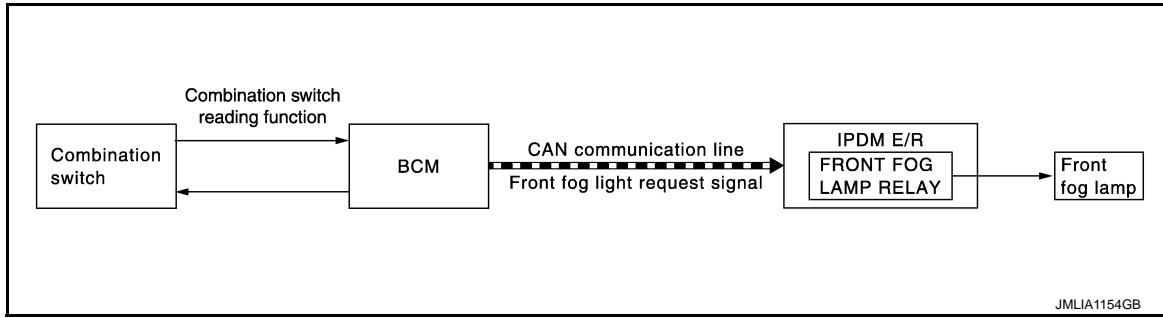 Combination switch
reading function
Combination
switch
BCM
CAN communication line
Front fog light request signal
IPDM E/R
FRONT FOG
LAMP RELAY
Front
fog lamp
JMLIA1154GB